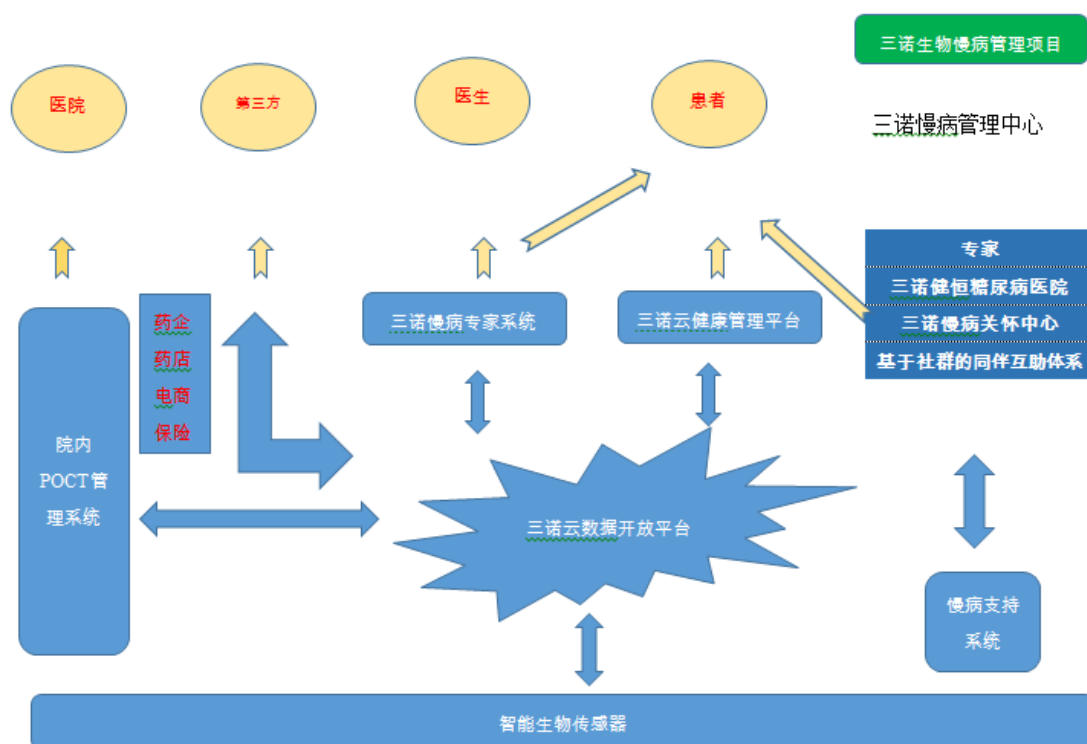 三诺生物慢病管理项目
医院
第三方
医生
患者
三诺慢病管理中心
专家
三诺健恒糖尿病医院
三诺慢病关怀中心
基于社群的同伴互助体系
药企
药店
电商
保险
三诺慢病专家系统
三诺云健康管理平台
院内
POCT管
理系统
三诺云数据开放平台
慢病支持
系统
智能生物传感器